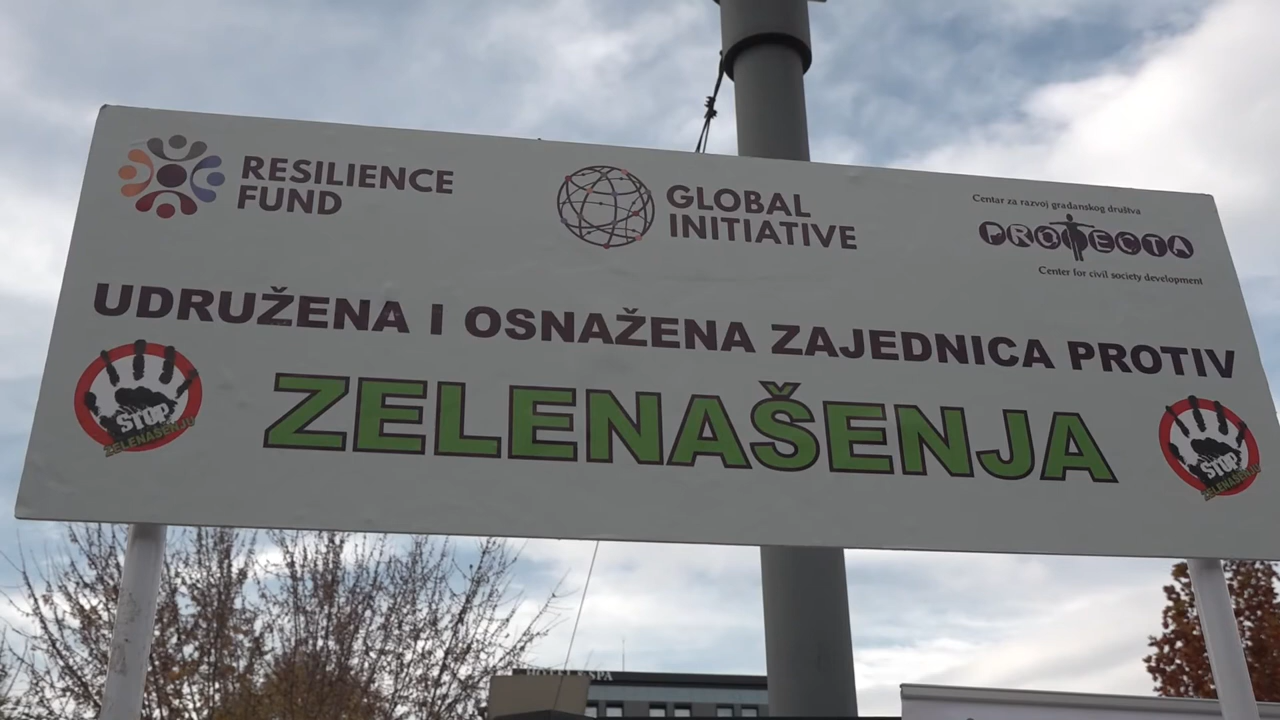 RESILIENCE
FUND
GLOBAL
INITIATIVE
Centar za razvoj građanskog društva
PROTECTA
Center for civil society development
UDRUŽENA I OSNAŽENA ZAJEDNICA PROTIV
STOP
ZELENAŠENJU
ZELENAŠENJA
STOP
ZELENAŠENJU